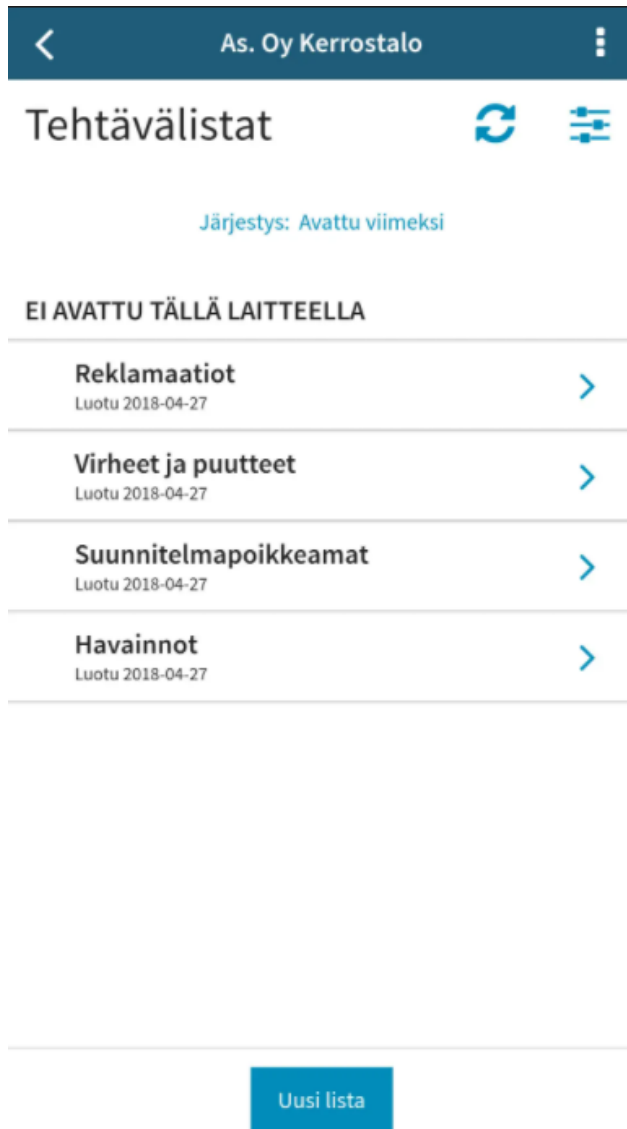 As. Oy Kerrostalo
Tehtävälistat
Järjestys: Avattu viimeksi
EI AVATTU TÄLLÄ LAITTEELLA
Reklamaatiot
Luotu 2018-04-27
Virheet ja puutteet
Luotu 2018-04-27
Suunnitelmapoikkeamat
Luotu 2018-04-27
Havainnot
Luotu 2018-04-27
Uusi lista